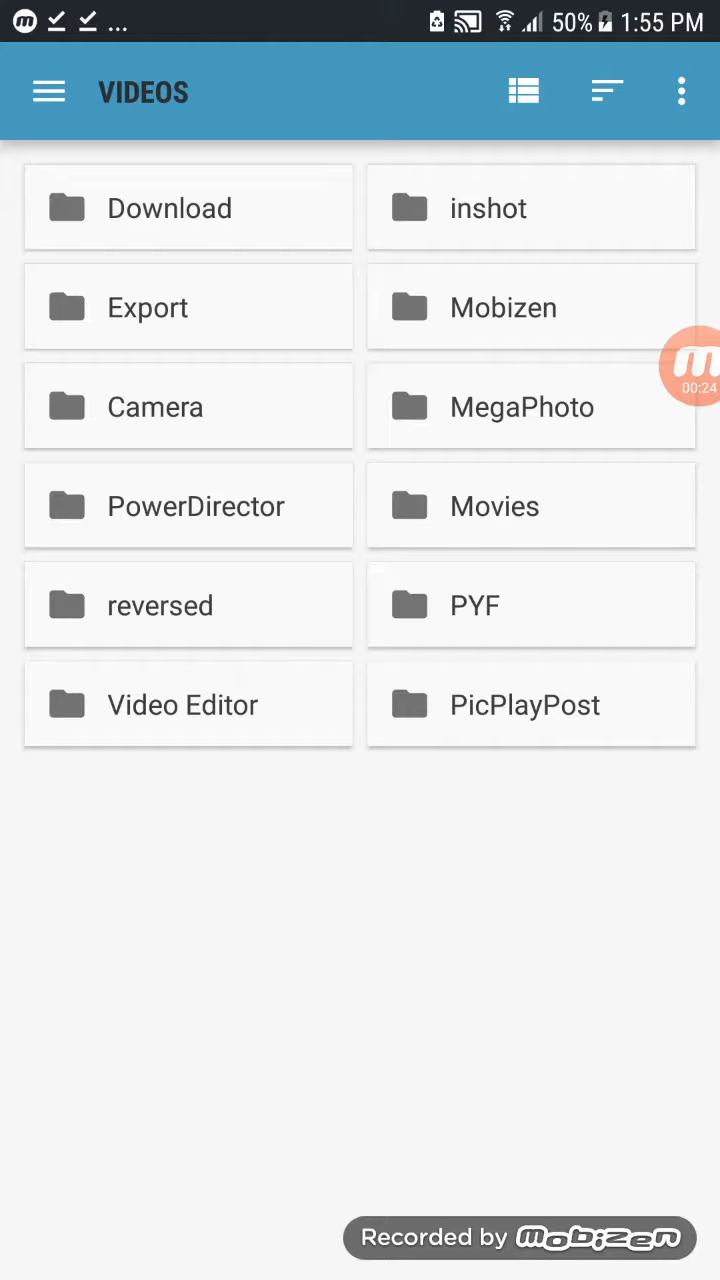 m ... 50% 1:55 PM
VIDEOS
Download
inshot
Export
Mobizen
m
00:24
Camera
MegaPhoto
PowerDirector
Movies
reversed
PYF
Video Editor
PicPlayPost
Recorded by mobizen